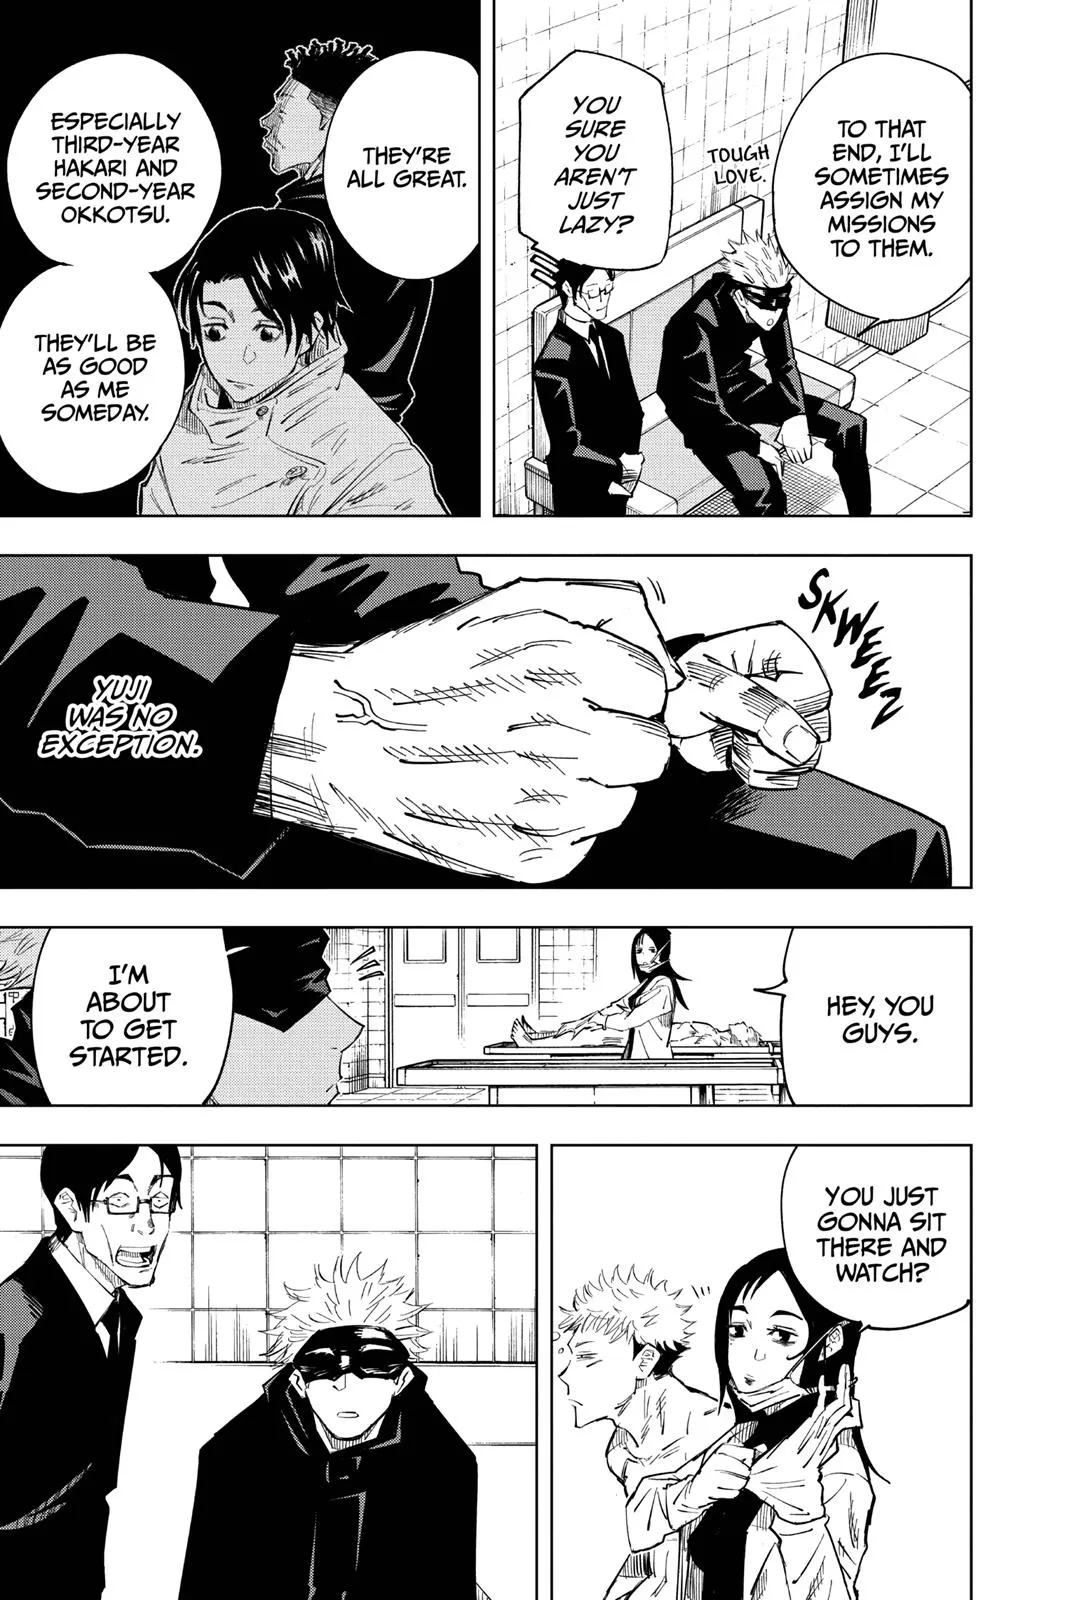 TO THAT
END, I'LL
SOMETIMES
ASSIGN MY
MISSIONS
TO THEM.
TOUGH
LOVE.
YOU
SURE
YOU
AREN'T
JUST
LAZY?
THEY'RE
ALL GREAT.
ESPECIALLY
THIRD-YEAR
HAKARI AND
SECOND-YEAR
OKKOTSU.
THEY'LL BE
AS GOOD
AS ME
SOMEDAY.
SKWEEZ
YUJI
WAS NO
EXCEPTION.
HEY, YOU
GUYS.
I'M
ABOUT
TO GET
STARTED.
YOU JUST
GONNA SIT
THERE AND
WATCH?